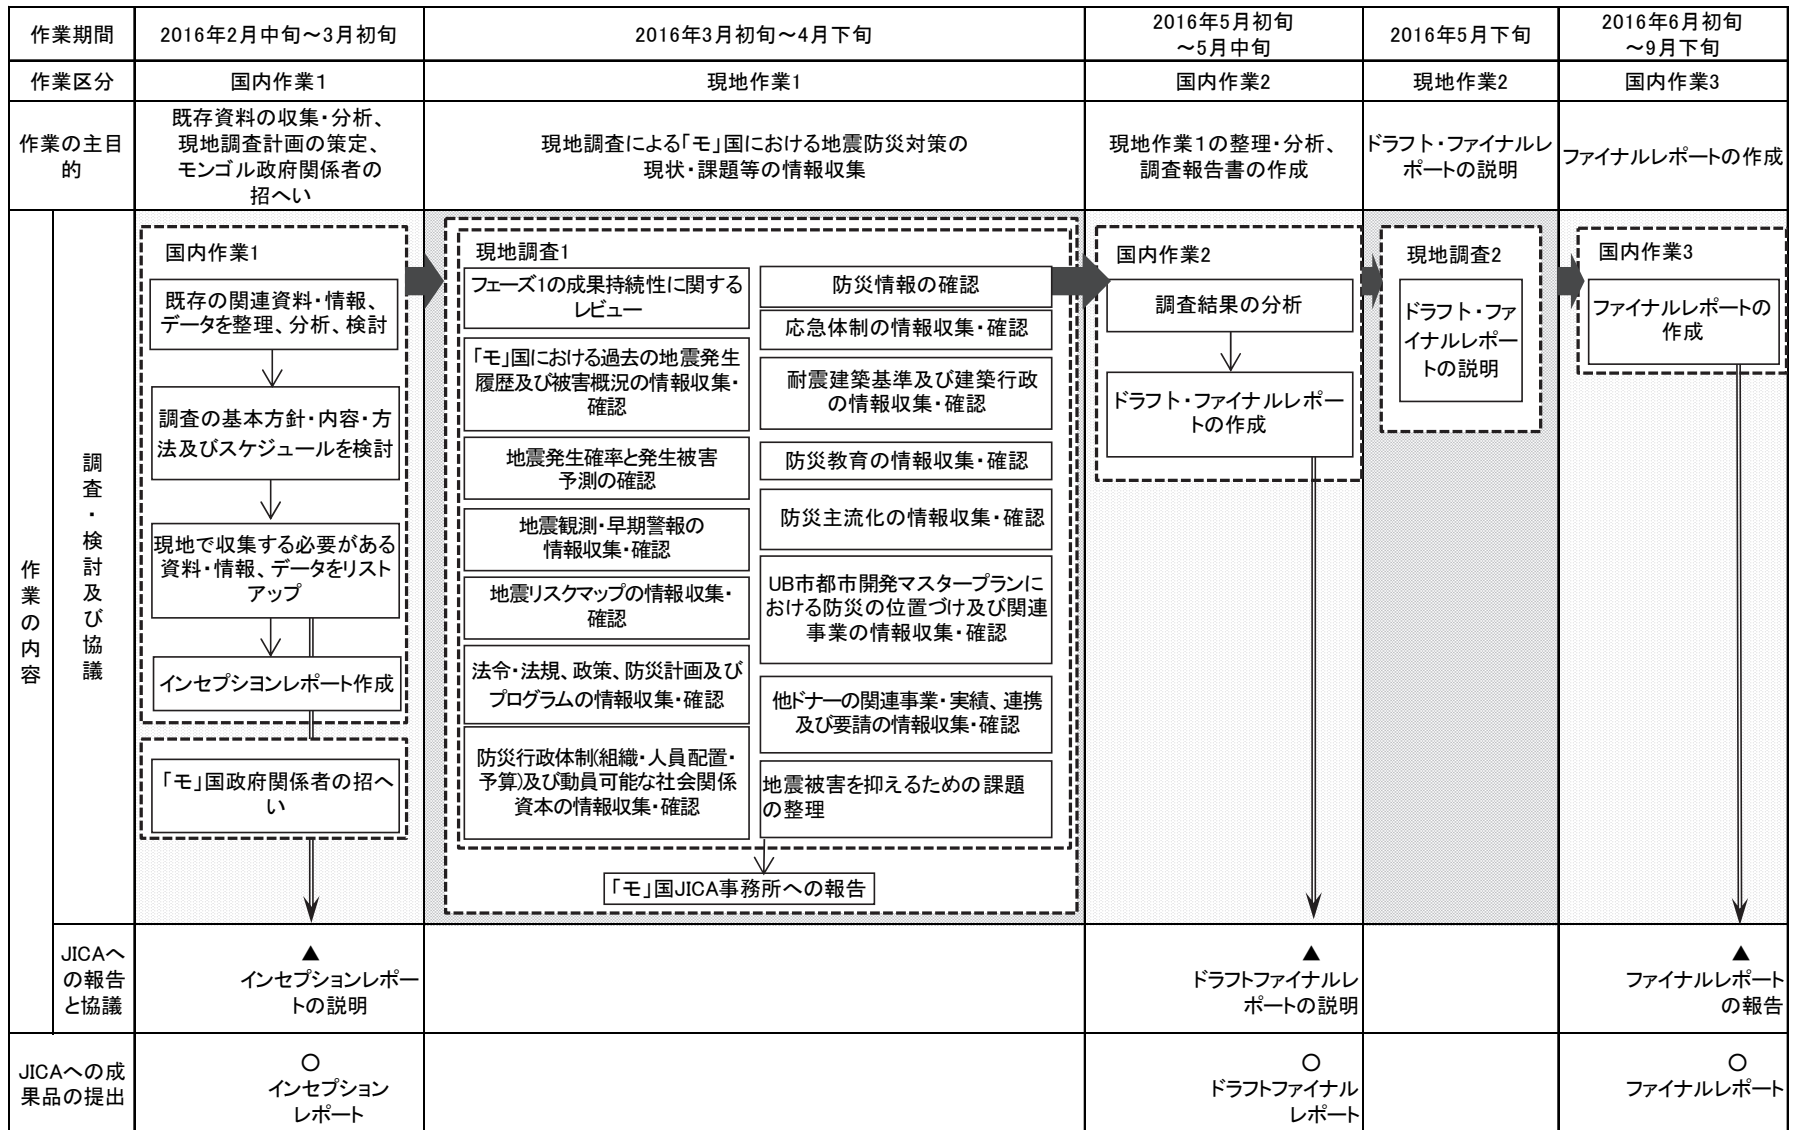 作業期間
2016年2月中旬～3月初旬
2016年3月初旬～4月下旬
2016年5月初旬
～5月中旬
2016年5月下旬
2016年6月初旬
～9月下旬
作業区分
国内作業1
現地作業1
国内作業2
現地作業2
国内作業3
作業の主目
的
既存資料の収集・分析、
現地調査計画の策定、
モンゴル政府関係者の
招へい
現地調査による「モ」国における地震防災対策の
現状・課題等の情報収集
現地作業1の整理・分析、
調査報告書の作成
ドラフト・ファイナルレ
ポートの説明
ファイナルレポートの作成
作業の内容
調査・検討及び協議
国内作業1
既存の関連資料・情報、
データを整理、分析、検討
調査の基本方針・内容・方
法及びスケジュールを検討
現地で収集する必要がある
資料・情報、データをリスト
アップ
インセプションレポート作成
「モ」国政府関係者の招へ
い
現地調査1
フェーズ1の成果持続性に関する
レビュー
「モ」国における過去の地震発生
履歴及び被害概況の情報収集・
確認
地震発生確率と発生被害
予測の確認
地震観測・早期警報の
情報収集・確認
地震リスクマップの情報収集・
確認
法令・法規、政策、防災計画及び
プログラムの情報収集・確認
防災行政体制(組織・人員配置・
予算)及び動員可能な社会関係
資本の情報収集・確認
防災情報の確認
応急体制の情報収集・確認
耐震建築基準及び建築行政
の情報収集・確認
防災教育の情報収集・確認
防災主流化の情報収集・確認
UB市都市開発マスタープランに
おける防災の位置づけ及び関連
事業の情報収集・確認
他ドナーの関連事業・実績、連携
及び要請の情報収集・確認
地震被害を抑えるための課題
の整理
「モ」国JICA事務所への報告
国内作業2
調査結果の分析
ドラフト・ファイナルレポー
トの作成
現地調査2
ドラフト・ファ
イナルレポー
トの説明
国内作業3
ファイナルレポートの
作成
JICAへ
の報告
と協議
▲
インセプションレポー
トの説明
▲
ドラフトファイナルレ
ポートの説明
▲
ファイナルレポート
の報告
JICAへの成
果品の提出
○
インセプション
レポート
○
ドラフトファイナル
レポート
○
ファイナルレポート